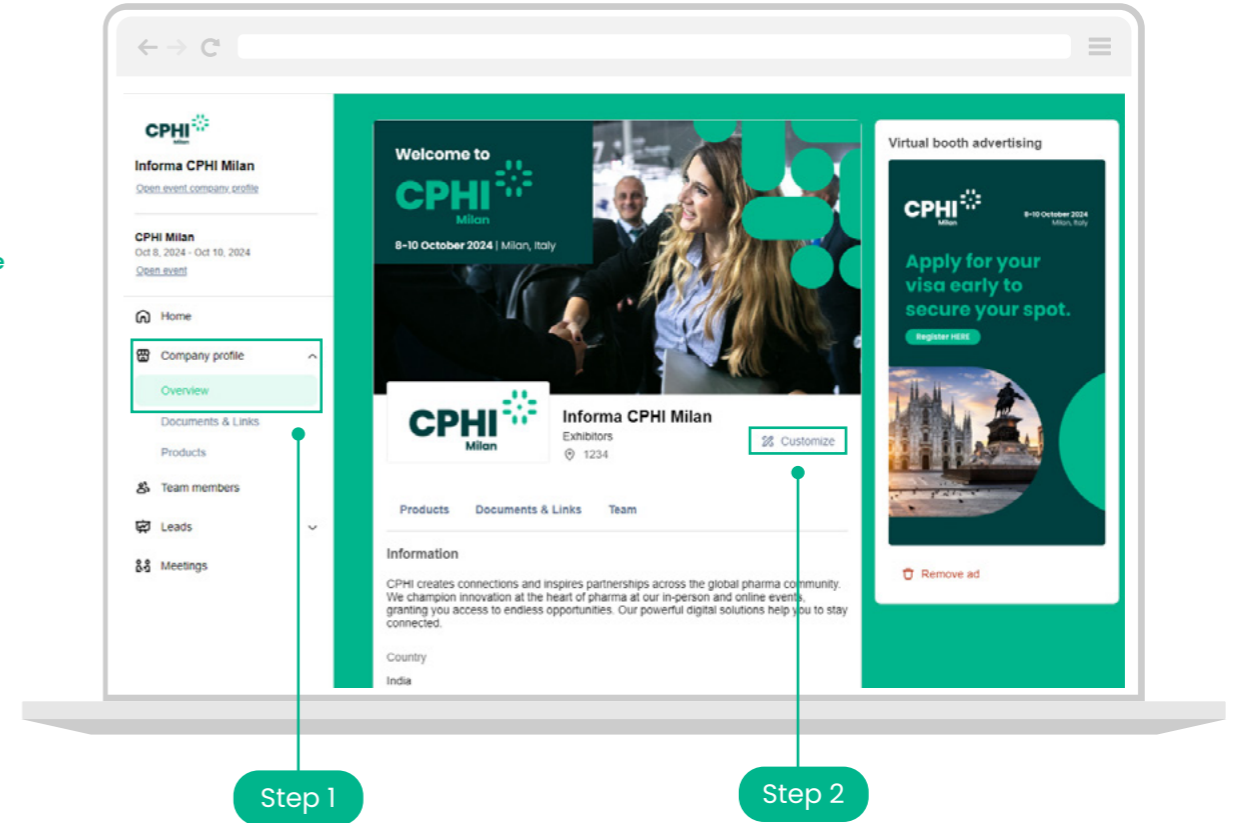 e
CPHI
Milan
Informa CPHI Milan
Open event company profile
CPHI Milan
Oct 8, 2024 - Oct 10, 2024
Open event
Home
Company profile
Overview
Documents & Links
Products
Team members
Leads
Meetings
Welcome to
CPHI
Milan
8-10 October 2024 | Milan, Italy
CPHI
Milan
Informa CPHI Milan
Exhibitors
1234
Customize
Products Documents & Links Team
Information
CPHI creates connections and inspires partnerships across the global pharma community.
We champion innovation at the heart of pharma at our in-person and online events,
granting you access to endless opportunities. Our powerful digital solutions help you to stay
connected.
Country
India
Virtual booth advertising
CPHI
Milan
8-10 October 2024
Milan, Italy
Apply for your
visa early to
secure your spot.
Register HERE
Remove ad
Step 1
Step 2